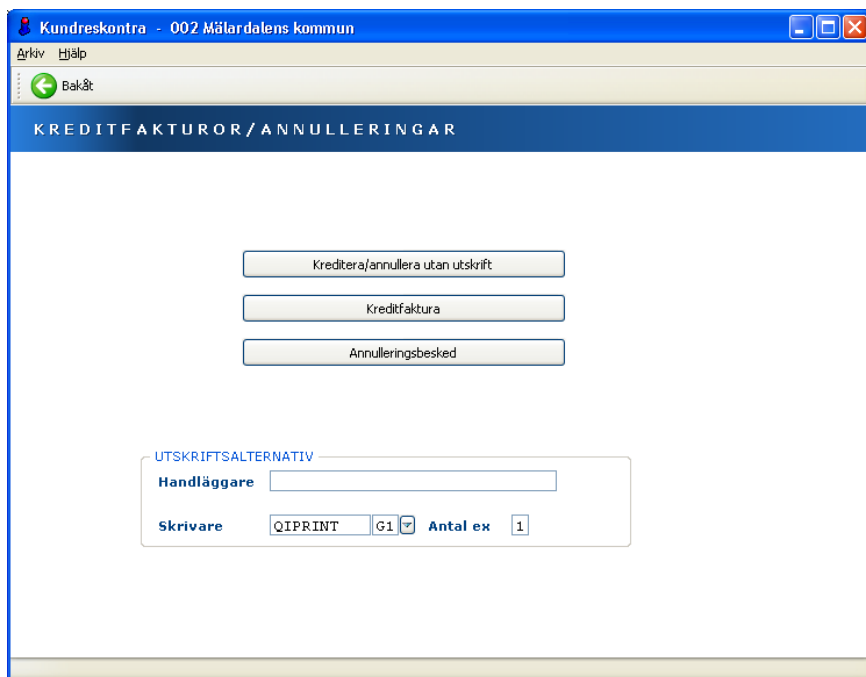 Kundreskontra - 002 Mälardalens kommun
Arkiv Hjälp
Bakåt
KREDITFAKTUROR/ANNULLERINGAR
Kreditera/annullera utan utskrift
Kreditfaktura
Annulleringsbesked
UTSKRIFTSALTERNATIV
Handläggare
Skrivare QIPRINT G1 Antal ex 1